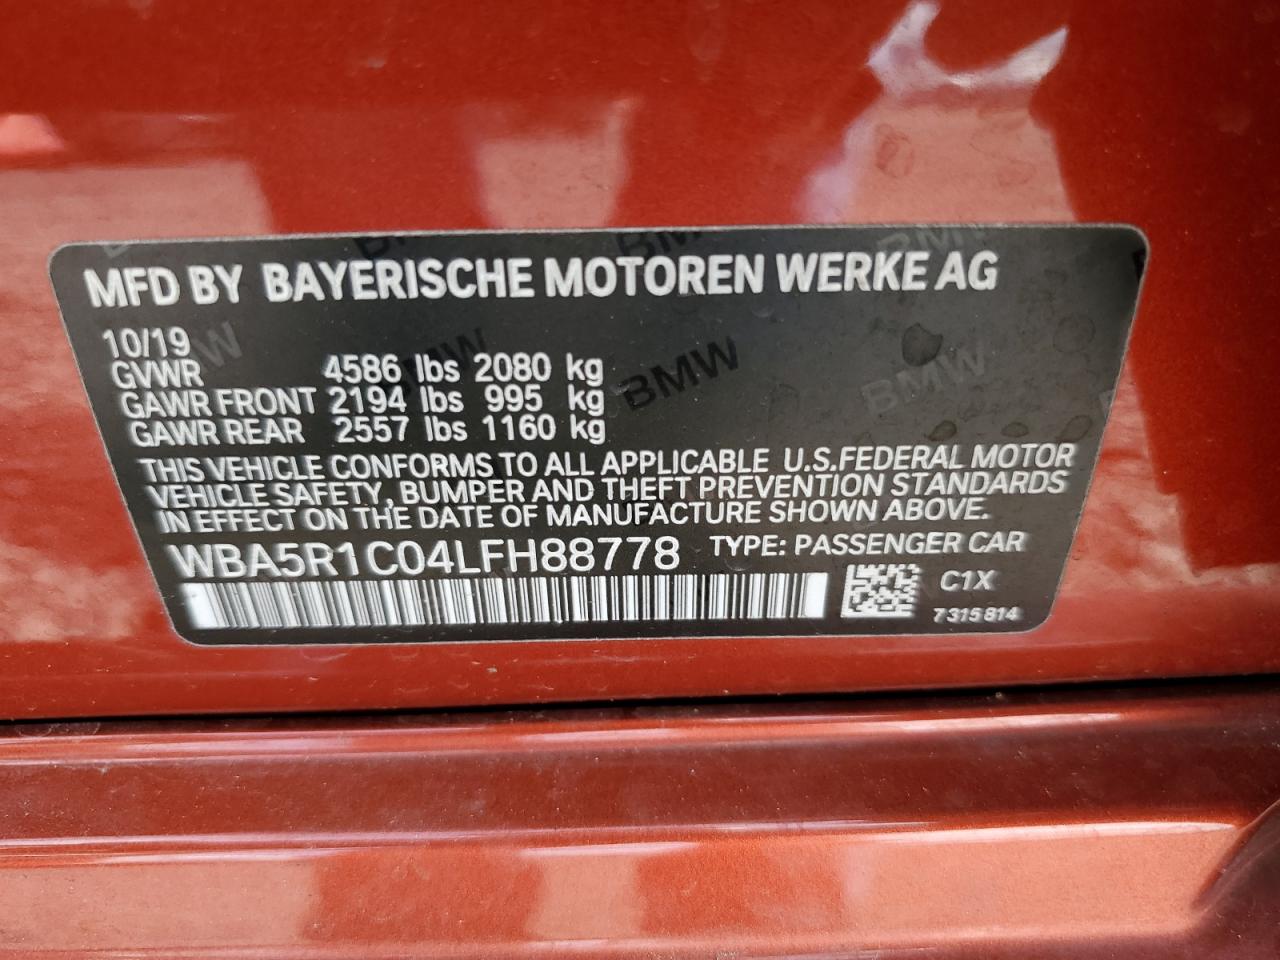 MFD BY BAYERISCHE MOTOREN WERKE AG
10/19
GVWR 4586 lbs 2080 kg
GAWR FRONT 2194 lbs 995 kg
GAWR REAR 2557 lbs 1160 kg
THIS VEHICLE CONFORMS TO ALL APPLICABLE U.S.FEDERAL MOTOR
VEHICLE SAFETY, BUMPER AND THEFT PREVENTION STANDARDS
IN EFFECT ON THE DATE OF MANUFACTURE SHOWN ABOVE.
WBA5R1C04LFH88778 TYPE: PASSENGER CAR
C1X
7 315 814
BMW
BMW
BMW
BMW
BMW
BMW